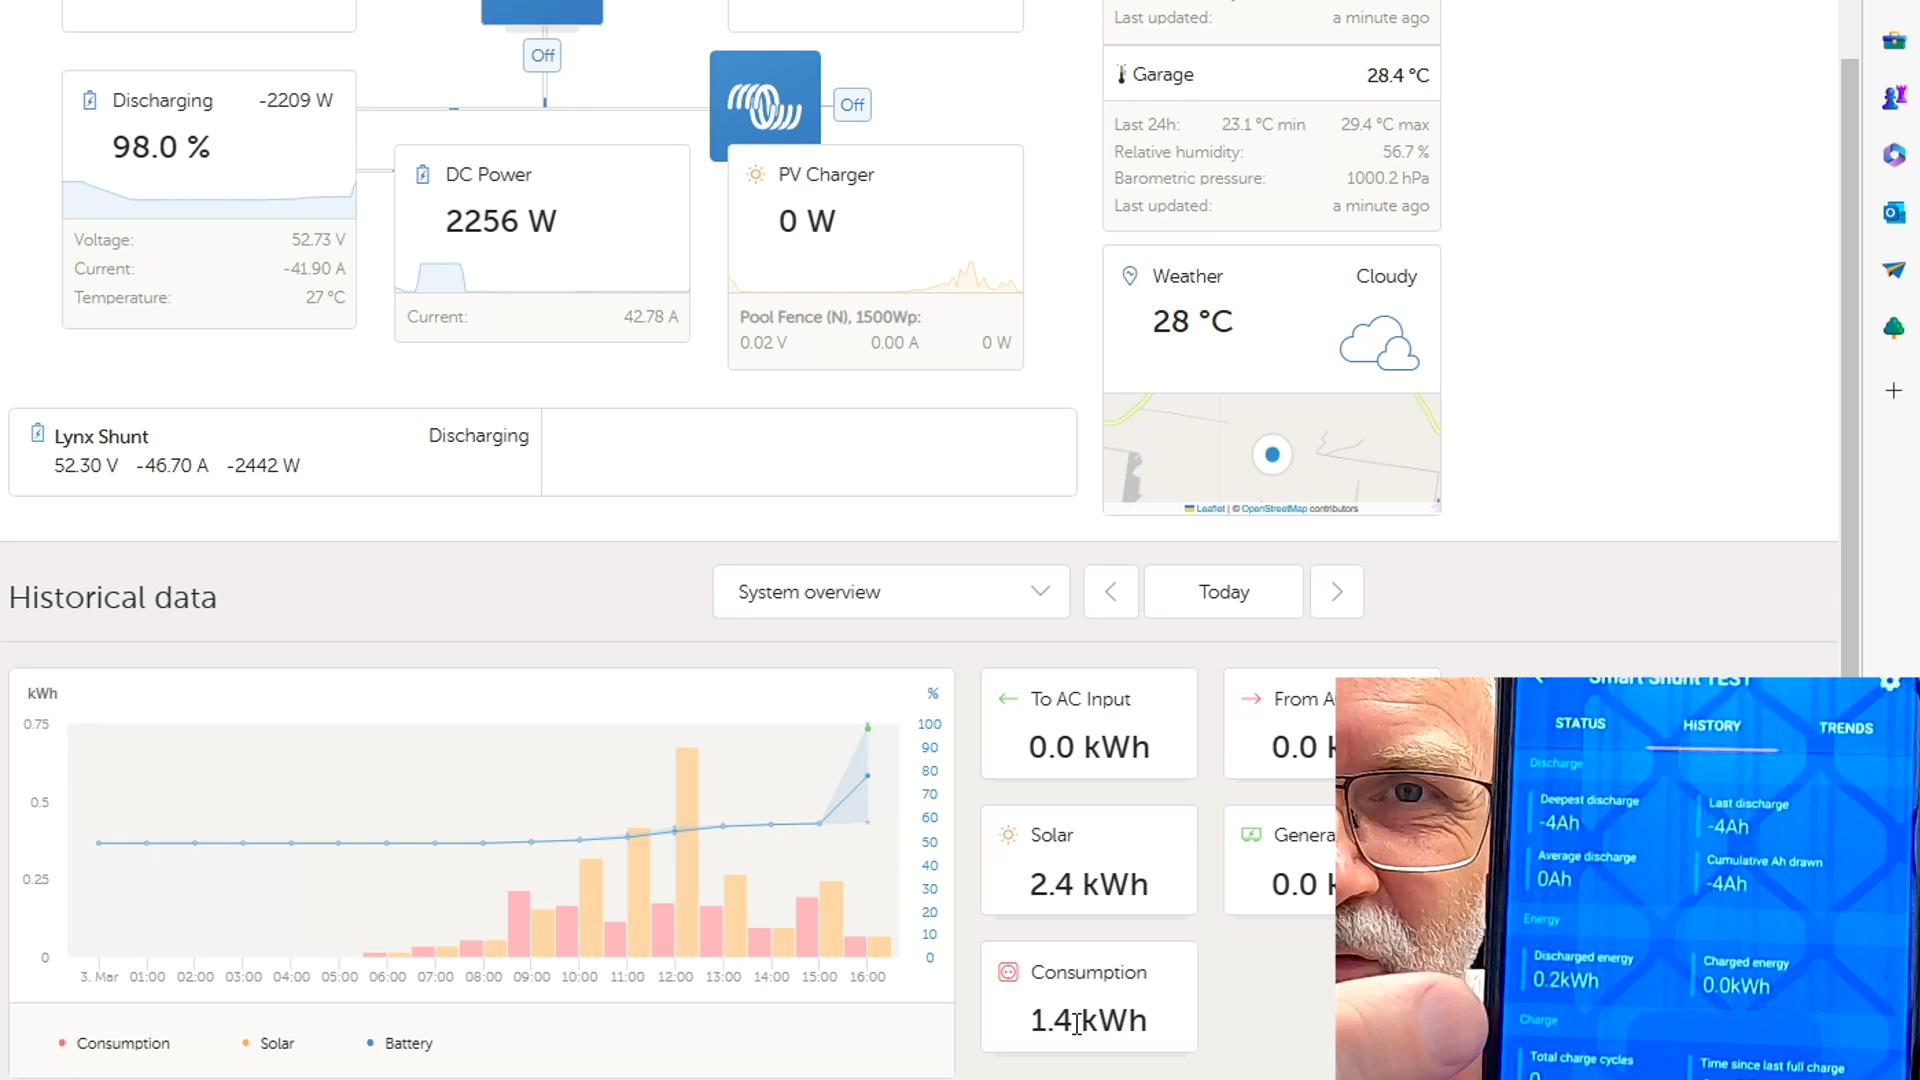 Off
Discharging -2209 W
98.0 %
Voltage: 52.73 V
Current: -41.90 A
Temperature: 27 °C
DC Power
2256 W
Current: 42.78 A
Off
PV Charger
0 W
Pool Fence (N), 1500Wp:
0.02 V 0.00 A 0 W
Lynx Shunt Discharging
52.30 V -46.70 A -2442 W
Last updated: a minute ago
Garage 28.4 °C
Last 24h: 23.1 °C min 29.4 °C max
Relative humidity: 56.7 %
Barometric pressure: 1000.2 hPa
Last updated: a minute ago
Weather Cloudy
28 °C
Leaflet | © OpenStreetMap contributors
Historical data
System overview
Today
kWh %
0.75
0.5
0.25
0
100
90
80
70
60
50
40
30
20
10
0
3. Mar 01:00 02:00 03:00 04:00 05:00 06:00 07:00 08:00 09:00 10:00 11:00 12:00 13:00 14:00 15:00 16:00
Consumption Solar Battery
To AC Input
0.0 kWh
From A
0.0 k
Solar
2.4 kWh
Genera
0.0 k
Consumption
1.4 kWh
Smart Shunt TEST
STATUS HISTORY TRENDS
Discharge
Deepest discharge Last discharge
-4Ah -4Ah
Average discharge Cumulative Ah drawn
0Ah -4Ah
Energy
Discharged energy Charged energy
0.2kWh 0.0kWh
Charge
Total charge cycles Time since last full charge
0